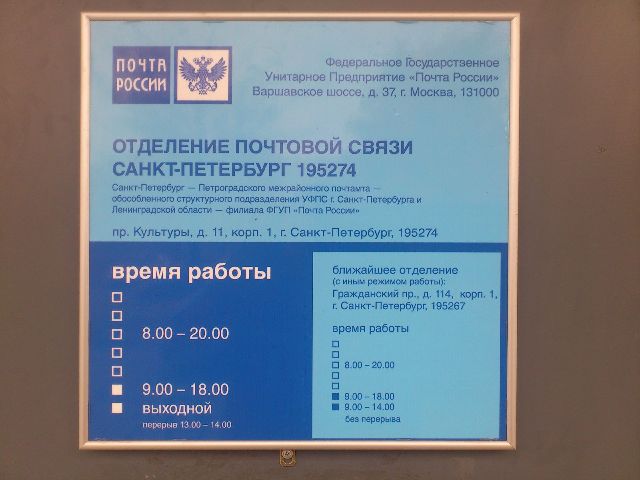 ПОЧТА
РОССИИ
Федеральное Государственное
Унитарное Предприятие «Почта России»
Варшавское шоссе, д. 37, г. Москва, 131000
ОТДЕЛЕНИЕ ПОЧТОВОЙ СВЯЗИ
САНКТ-ПЕТЕРБУРГ 195274
Санкт-Петербург — Петроградского межрайонного почтамта —
обособленного структурного подразделения УФПС г. Санкт-Петербурга и
Ленинградской области — филиала ФГУП «Почта России»
пр. Культуры, д. 11, корп. 1, г. Санкт-Петербург, 195274
время работы
8.00 – 20.00
9.00 – 18.00
выходной
перерыв 13.00 – 14.00
ближайшее отделение
(с иным режимом работы):
Гражданский пр., д. 114, корп. 1,
г. Санкт-Петербург, 195267
время работы
8.00 – 20.00
9.00 – 18.00
9.00 – 14.00
без перерыва